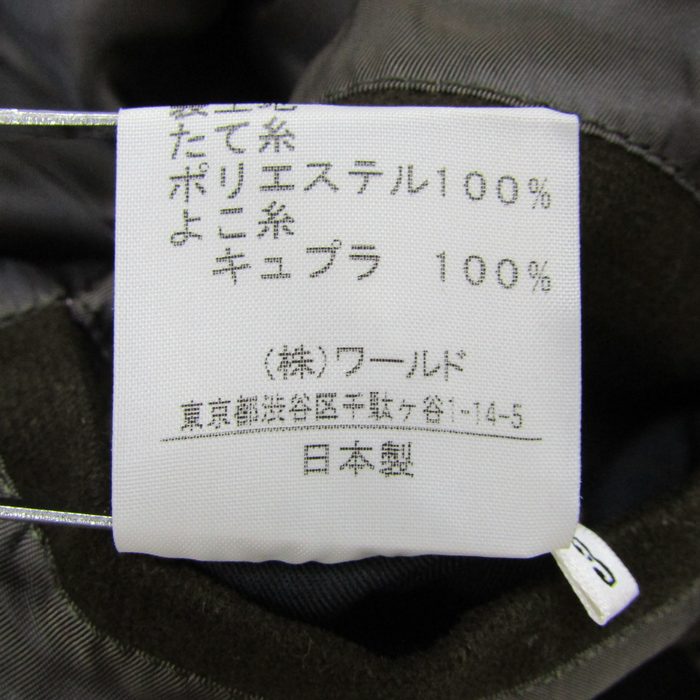 たて糸
ポリエステル100%
よこ糸
キュプラ 100%
(株)ワールド
東京都渋谷区千駄ヶ谷1-14-5
日本製